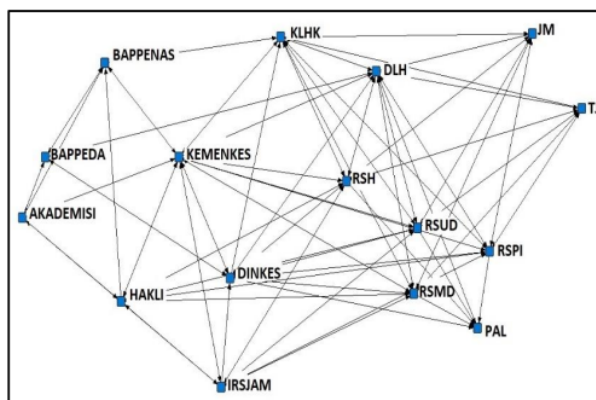 KLHK
JM
BAPPENAS
DLH
BAPPEDA
KEMENKES
RSH
AKADEMISI
RSUD
RSPI
DINKES
HAKLI
RSMD
PAL
IRSJAM